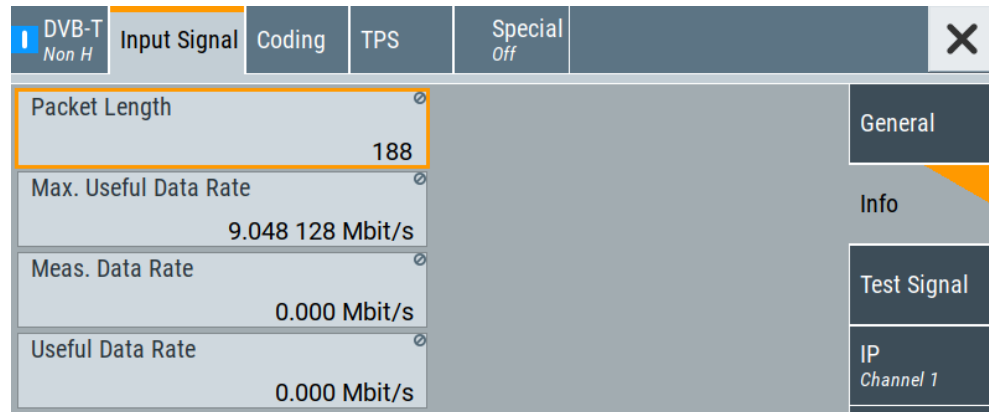 DVB-T
Non H
Input Signal
Coding
TPS
Special
Off
Packet Length
188
Max. Useful Data Rate
9.048 128 Mbit/s
Meas. Data Rate
0.000 Mbit/s
Useful Data Rate
0.000 Mbit/s
General
Info
Test Signal
IP
Channel 1